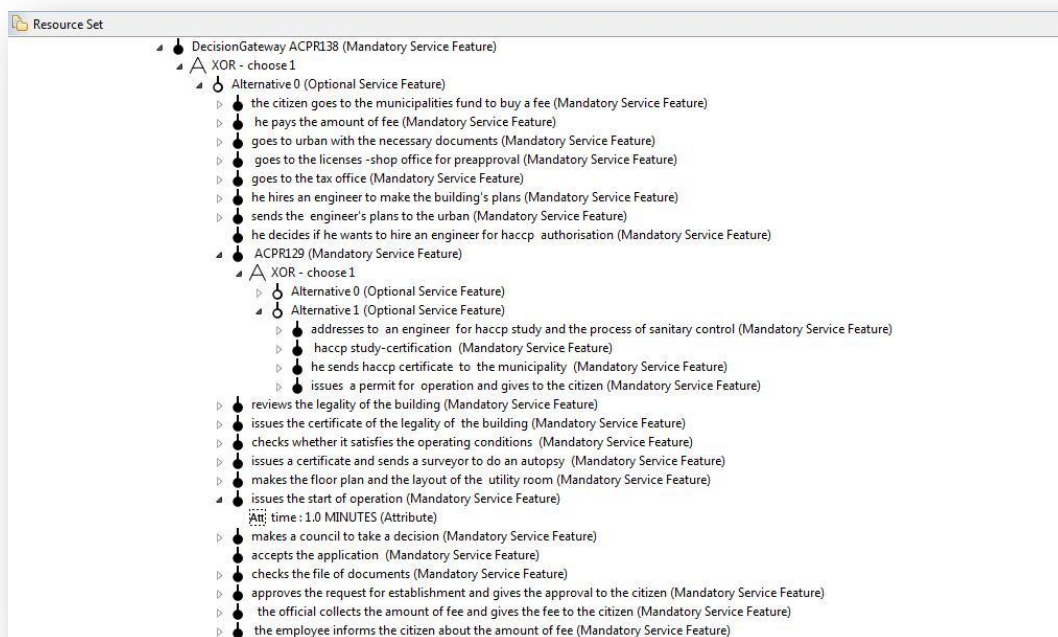 Resource Set
DecisionGateway ACPR138 (Mandatory Service Feature)
XOR - choose 1
Alternative 0 (Optional Service Feature)
the citizen goes to the municipalities fund to buy a fee (Mandatory Service Feature)
he pays the amount of fee (Mandatory Service Feature)
goes to urban with the necessary documents (Mandatory Service Feature)
goes to the licenses -shop office for preapproval (Mandatory Service Feature)
goes to the tax office (Mandatory Service Feature)
he hires an engineer to make the building's plans (Mandatory Service Feature)
sends the engineer's plans to the urban (Mandatory Service Feature)
he decides if he wants to hire an engineer for haccp authorisation (Mandatory Service Feature)
ACPR129 (Mandatory Service Feature)
XOR - choose 1
Alternative 0 (Optional Service Feature)
Alternative 1 (Optional Service Feature)
addresses to an engineer for haccp study and the process of sanitary control (Mandatory Service Feature)
haccp study-certification (Mandatory Service Feature)
he sends haccp certificate to the municipality (Mandatory Service Feature)
issues a permit for operation and gives to the citizen (Mandatory Service Feature)
reviews the legality of the building (Mandatory Service Feature)
issues the certificate of the legality of the building (Mandatory Service Feature)
checks whether it satisfies the operating conditions (Mandatory Service Feature)
issues a certificate and sends a surveyor to do an autopsy (Mandatory Service Feature)
makes the floor plan and the layout of the utility room (Mandatory Service Feature)
issues the start of operation (Mandatory Service Feature)
Att time : 1.0 MINUTES (Attribute)
makes a council to take a decision (Mandatory Service Feature)
accepts the application (Mandatory Service Feature)
checks the file of documents (Mandatory Service Feature)
approves the request for establishment and gives the approval to the citizen (Mandatory Service Feature)
the official collects the amount of fee and gives the fee to the citizen (Mandatory Service Feature)
the employee informs the citizen about the amount of fee (Mandatory Service Feature)